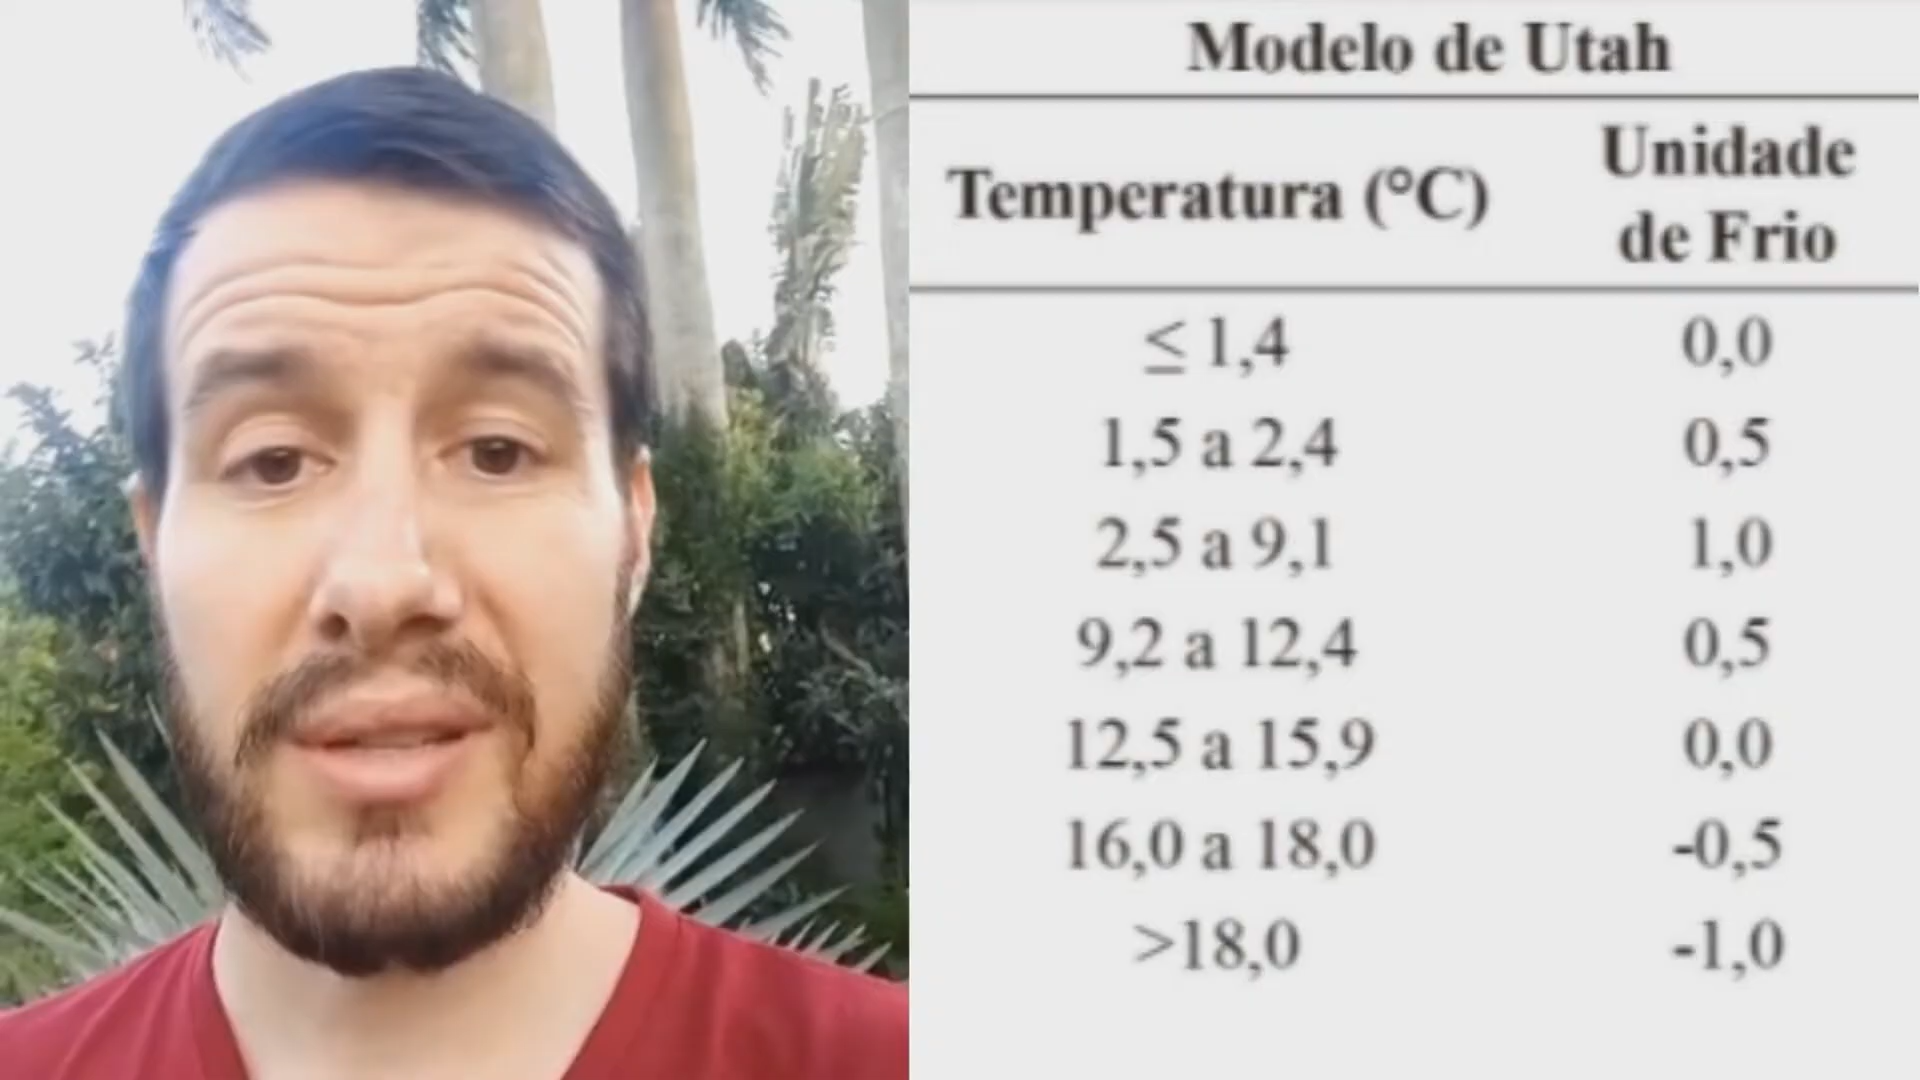 Modelo de Utah
Temperatura (°C) Unidade de Frio
≤ 1,4 0,0
1,5 a 2,4 0,5
2,5 a 9,1 1,0
9,2 a 12,4 0,5
12,5 a 15,9 0,0
16,0 a 18,0 -0,5
>18,0 -1,0